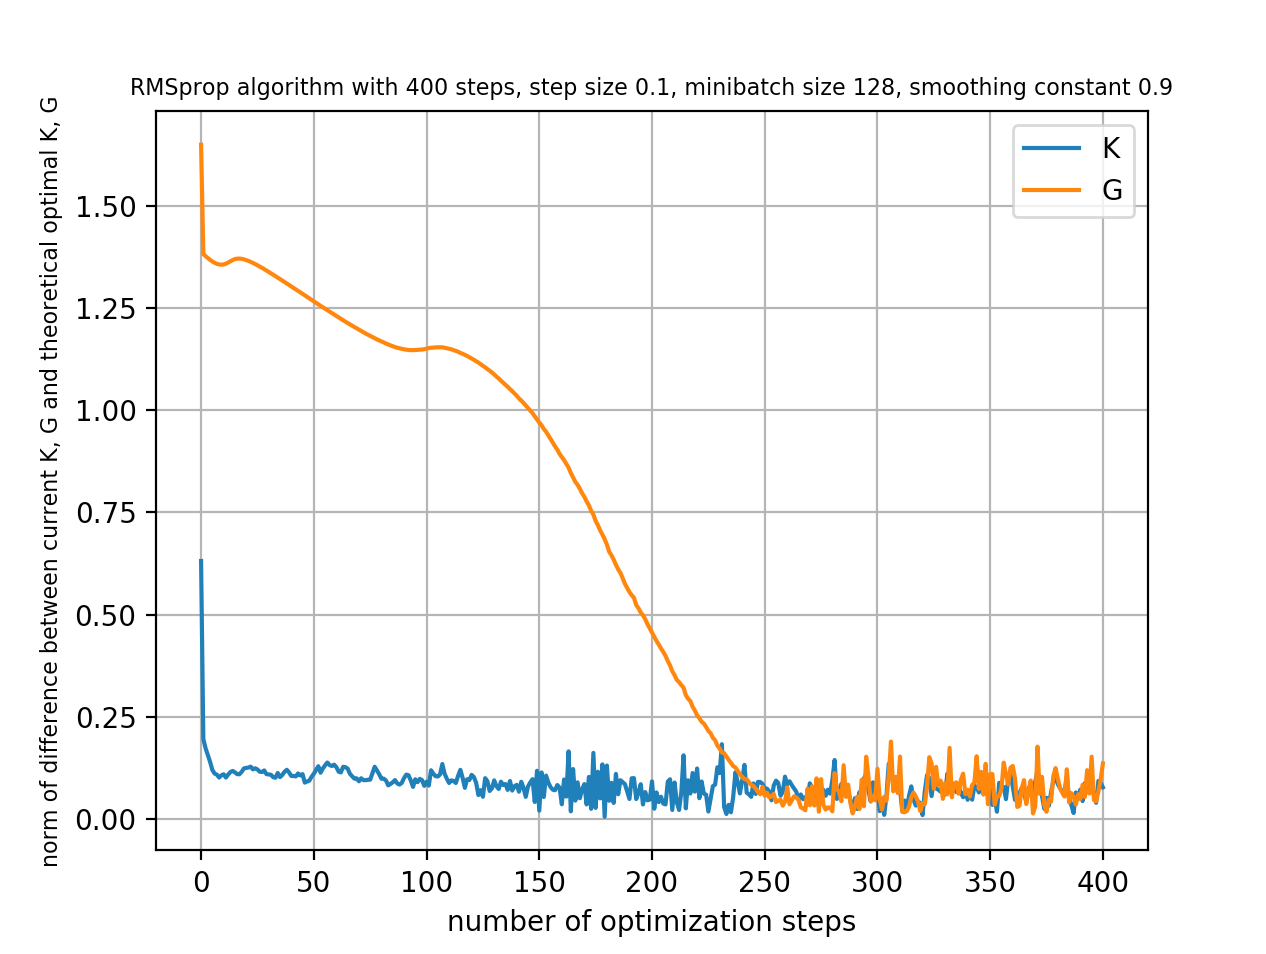 RMSprop algorithm with 400 steps, step size 0.1, minibatch size 128, smoothing constant 0.9
norm of difference between current K, G and theoretical optimal K, G
K
G
1.50
1.25
1.00
0.75
0.50
0.25
0.00
0 50 100 150 200 250 300 350 400
number of optimization steps